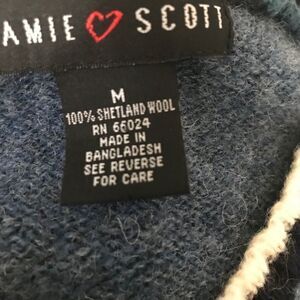 AMIE SCOTT
M
100% SHETLAND WOOL
RN 66024
MADE IN
BANGLADESH
SEE REVERSE
FOR CARE